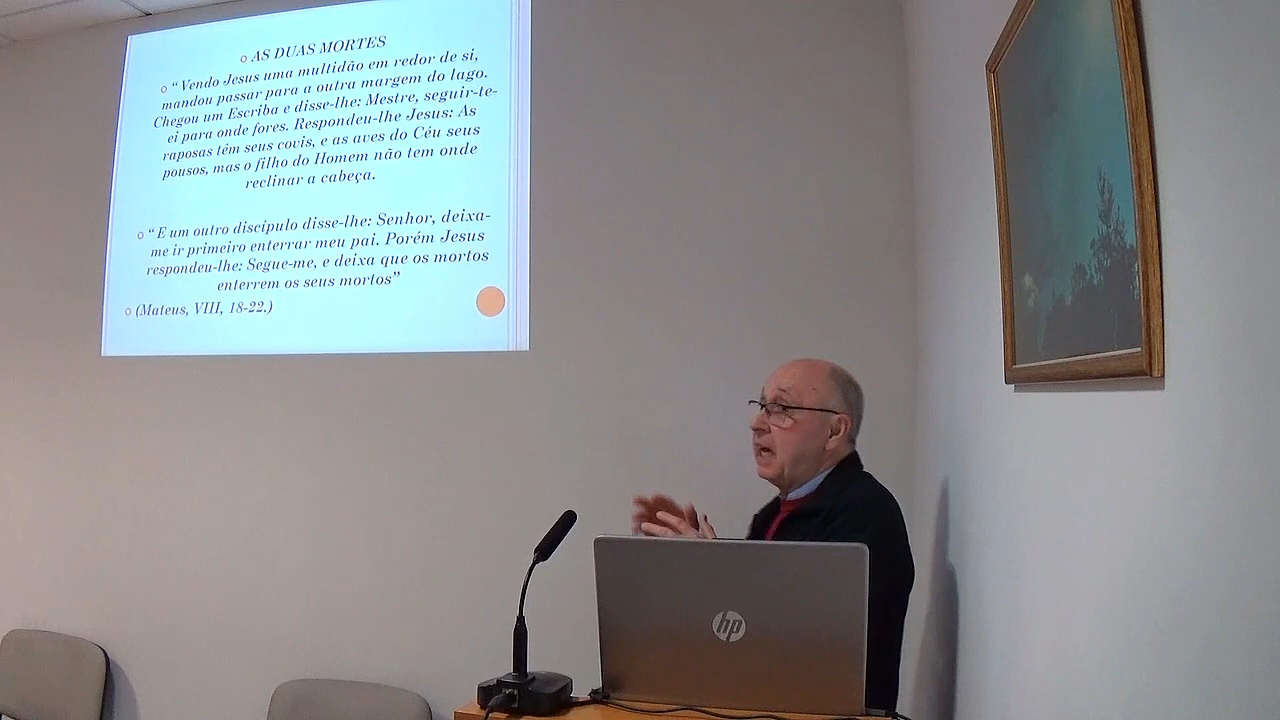 AS DUAS MORTES
“Vendo Jesus uma multidão em redor de si,
mandou passar para a outra margem do lago.
Chegou um Escriba e disse-lhe: Mestre, seguir-te-
ei para onde fores. Respondeu-lhe Jesus: As
raposas têm seus covis, e as aves do Céu seus
pousos, mas o filho do Homem não tem onde
reclinar a cabeça.
“E um outro discípulo disse-lhe: Senhor, deixa-
me ir primeiro enterrar meu pai. Porém Jesus
respondeu-lhe: Segue-me, e deixa que os mortos
enterrem os seus mortos”
(Mateus, VIII, 18-22.)
hp